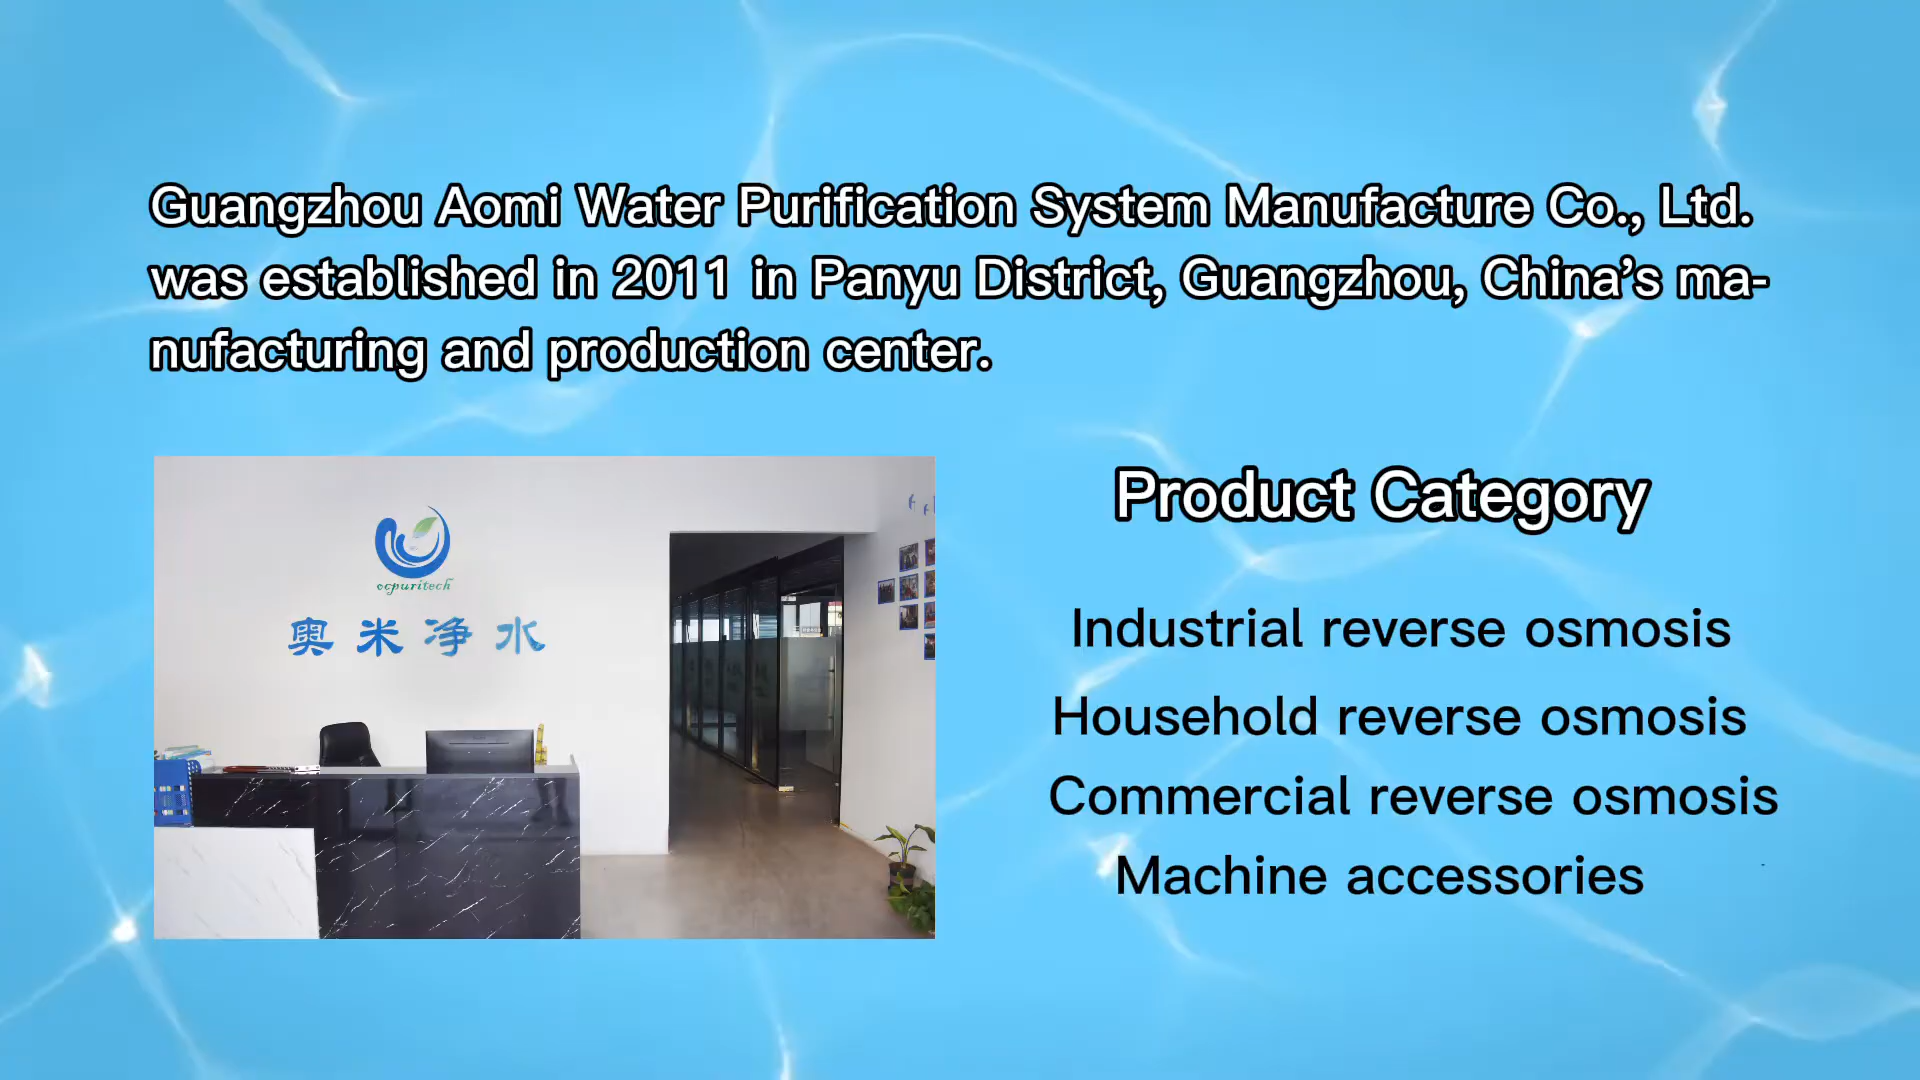 Guangzhou Aomi Water Purification System Manufacture Co., Ltd.
was established in 2011 in Panyu District, Guangzhou, China's ma-
nufacturing and production center.
ocpuritech
奥米净水
Product Category
Industrial reverse osmosis
Household reverse osmosis
Commercial reverse osmosis
Machine accessories